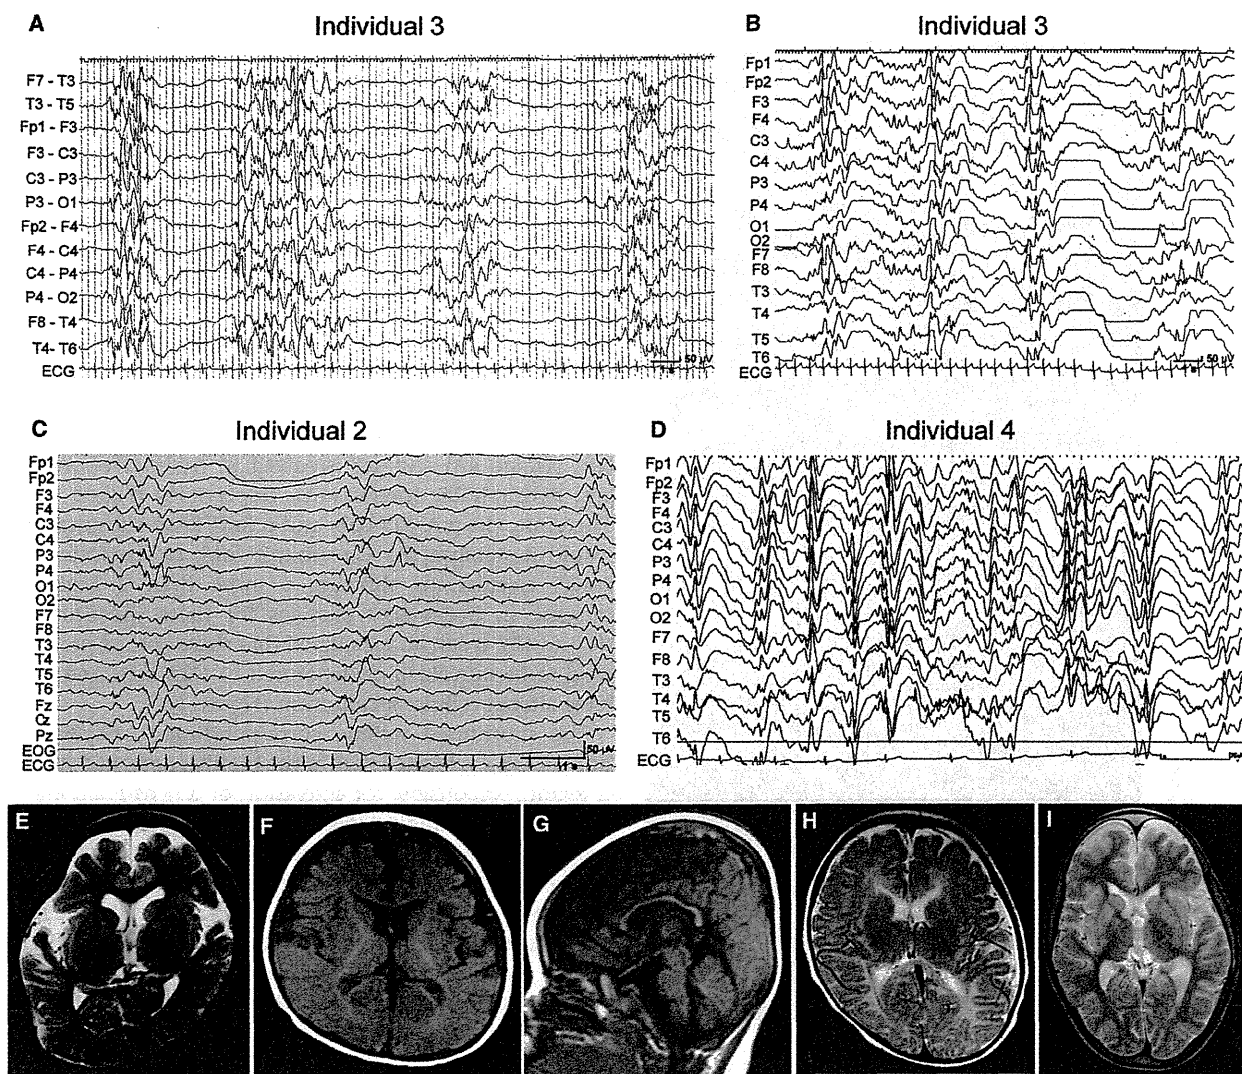 A Individual 3
F7 - T3
T3 - T5
Fp1 - F3
F3 - C3
C3 - P3
P3 - O1
Fp2 - F4
F4 - C4
C4 - P4
P4 - O2
F8 - T4
T4- T6
ECG
50 µV
B Individual 3
Fp1
Fp2
F3
F4
C3
C4
P3
P4
O1
O2
F7
F8
T3
T4
T5
T6
ECG
50 µV
C Individual 2
Fp1
Fp2
F3
F4
C3
C4
P3
P4
O1
O2
F7
F8
T3
T4
T5
T6
Fz
Cz
Pz
EOG
ECG
50 µV
1 s
D Individual 4
Fp1
Fp2
F3
F4
C3
C4
P3
P4
O1
O2
F7
F8
T3
T4
T5
T6
ECG
E
F
G
H
I